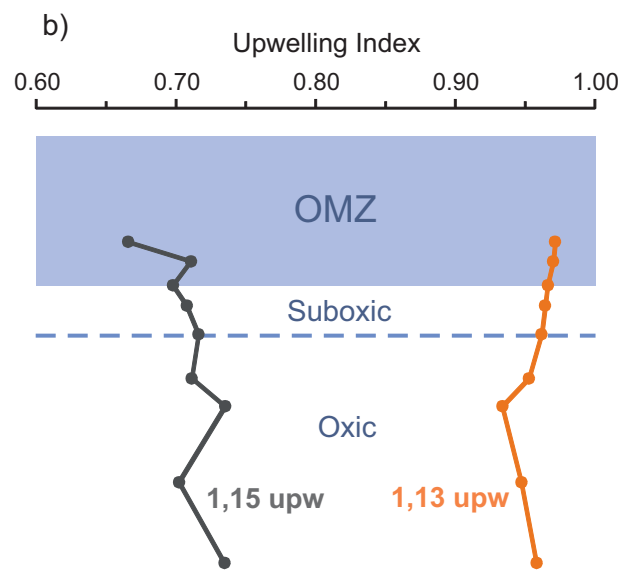 b)
Upwelling Index
0.60 0.70 0.80 0.90 1.00
OMZ
Suboxic
Oxic
1,15 upw 1,13 upw